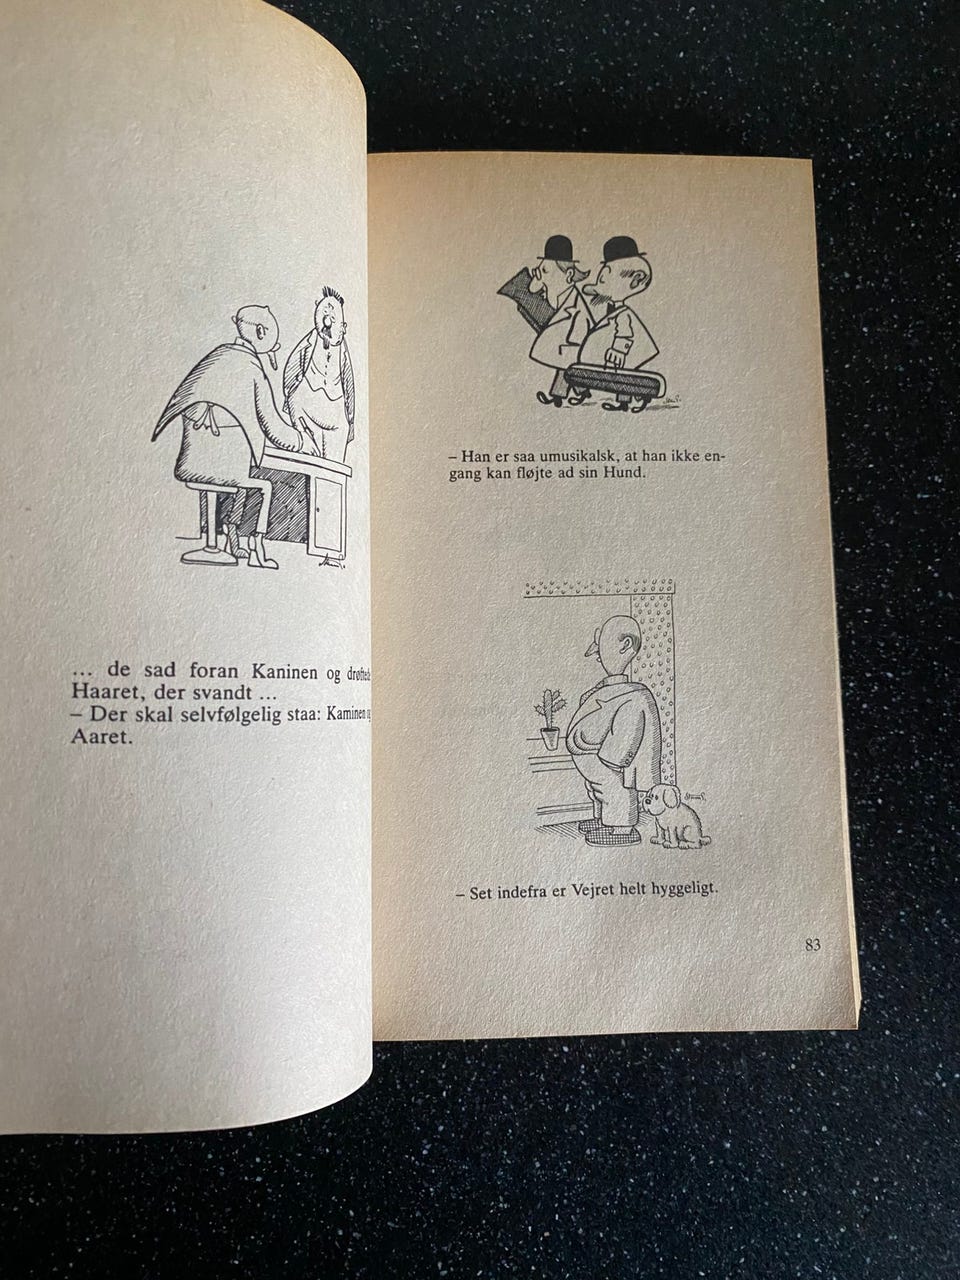 ... de sad foran Kaninen og drøftede
Haaret, der svandt ...
– Der skal selvfølgelig staa: Kaminen
Aaret.
– Han er saa umusikalsk, at han ikke en-
gang kan fløjte ad sin Hund.
– Set indefra er Vejret helt hyggeligt.
83